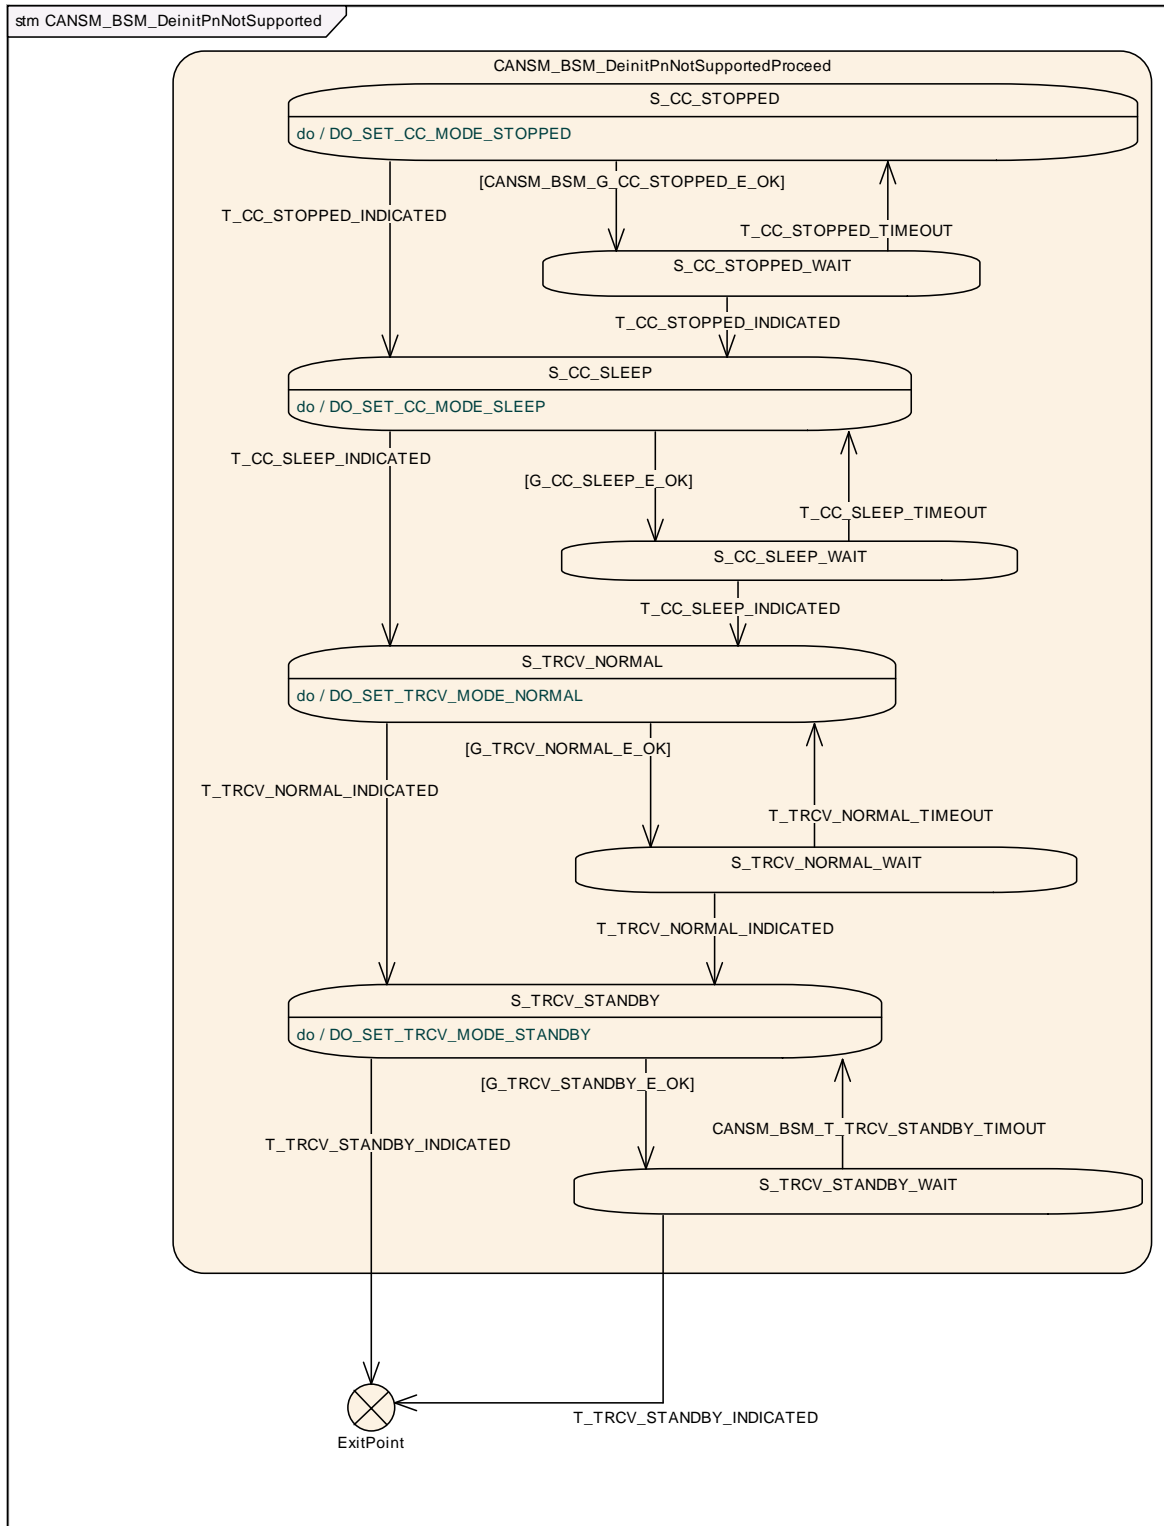 stm CANSM_BSM_DeinitPnNotSupported
CANSM_BSM_DeinitPnNotSupportedProceed
S_CC_STOPPED
do / DO_SET_CC_MODE_STOPPED
[CANSM_BSM_G_CC_STOPPED_E_OK]
T_CC_STOPPED_INDICATED
T_CC_STOPPED_TIMEOUT
S_CC_STOPPED_WAIT
T_CC_STOPPED_INDICATED
S_CC_SLEEP
do / DO_SET_CC_MODE_SLEEP
T_CC_SLEEP_INDICATED
[G_CC_SLEEP_E_OK]
T_CC_SLEEP_TIMEOUT
S_CC_SLEEP_WAIT
T_CC_SLEEP_INDICATED
S_TRCV_NORMAL
do / DO_SET_TRCV_MODE_NORMAL
[G_TRCV_NORMAL_E_OK]
T_TRCV_NORMAL_INDICATED
T_TRCV_NORMAL_TIMEOUT
S_TRCV_NORMAL_WAIT
T_TRCV_NORMAL_INDICATED
S_TRCV_STANDBY
do / DO_SET_TRCV_MODE_STANDBY
[G_TRCV_STANDBY_E_OK]
CANSM_BSM_T_TRCV_STANDBY_TIMOUT
T_TRCV_STANDBY_INDICATED
S_TRCV_STANDBY_WAIT
T_TRCV_STANDBY_INDICATED
ExitPoint